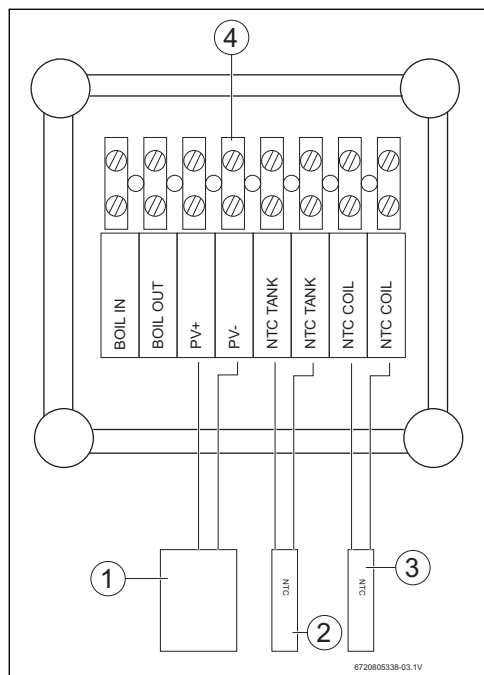 4
BOIL IN
BOIL OUT
PV+
PV-
NTC TANK
NTC TANK
NTC COIL
NTC COIL
1
NTC
2
NTC
3
6720805338-03.1V